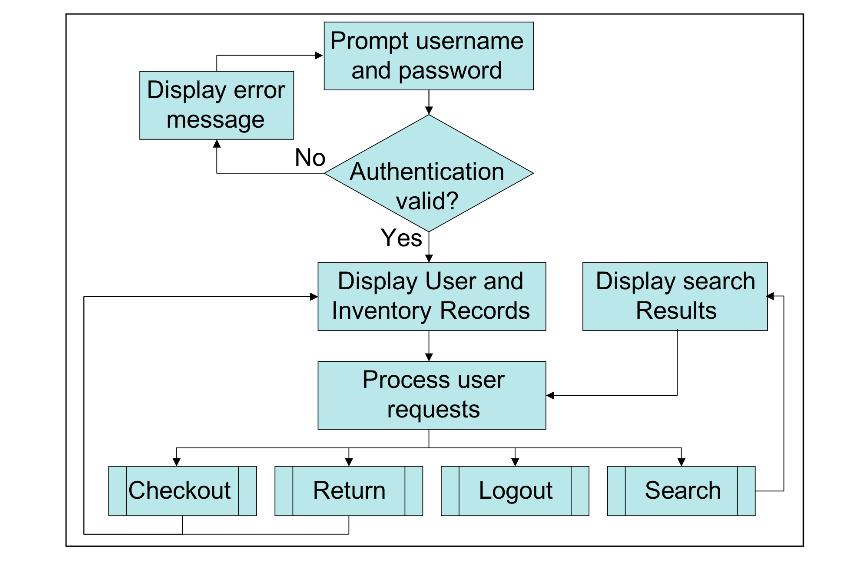 Prompt username
and password
Display error
message
No
Authentication
valid?
Yes
Display User and
Inventory Records
Display search
Results
Process user
requests
Checkout
Return
Logout
Search